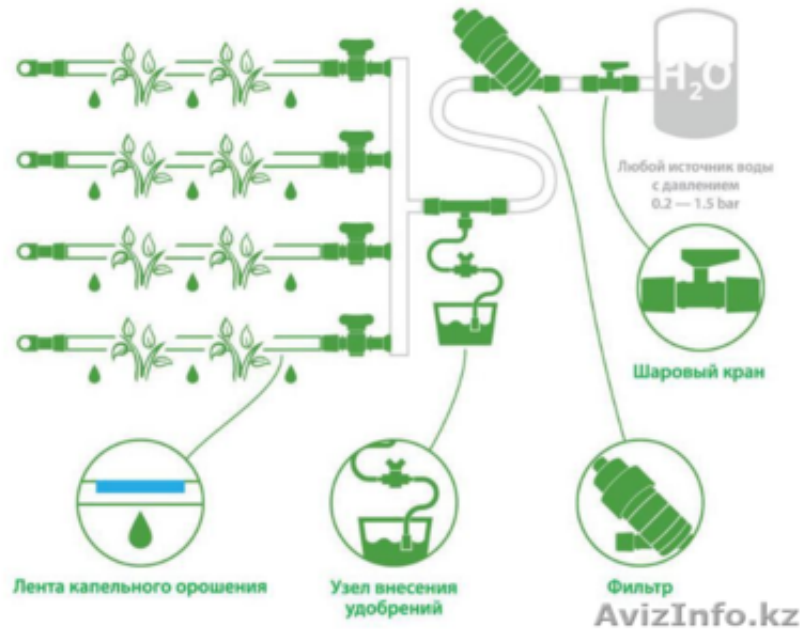 H₂O
Любой источник воды
с давлением
0.2 — 1.5 bar
Шаровый кран
Лента капельного орошения
Узел внесения
удобрений
Фильтр
AvizInfo.kz